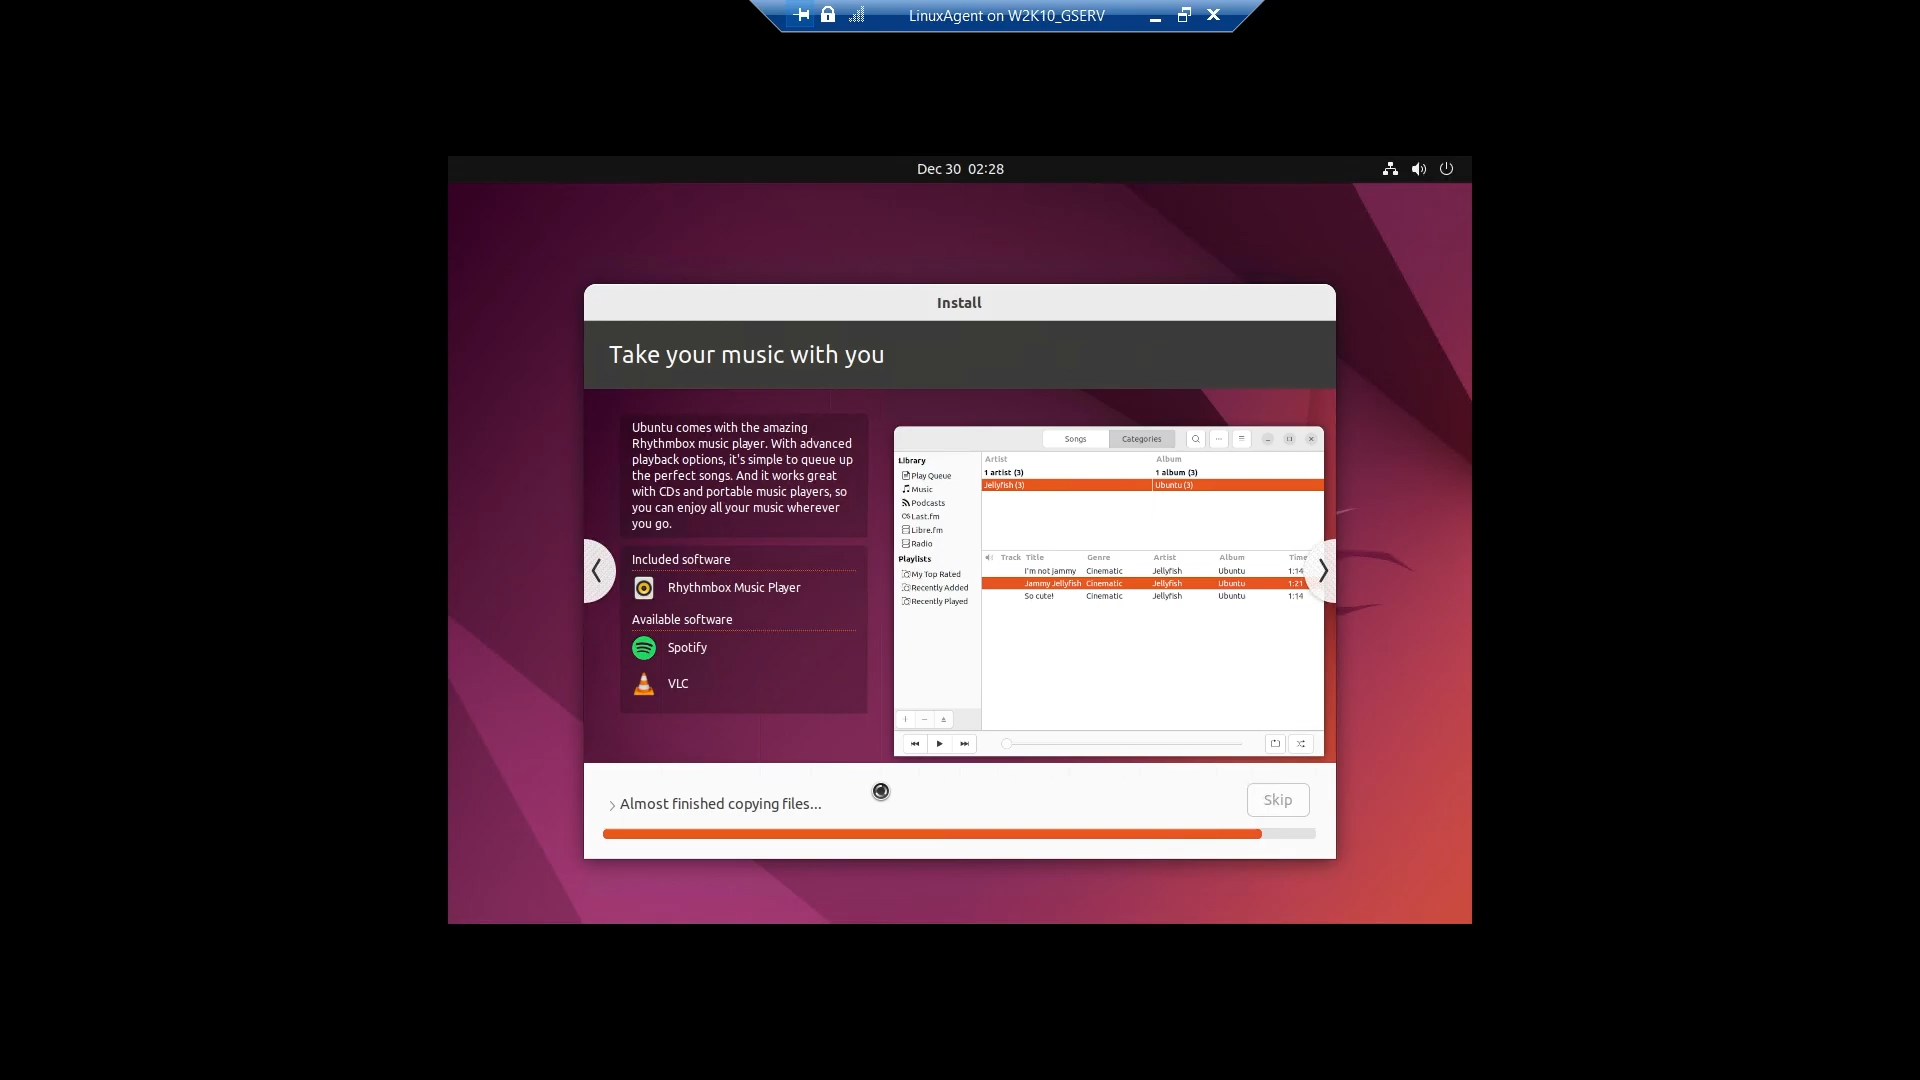 LinuxAgent on W2K10_GSERV
Dec 30 02:28
Install
Take your music with you
Ubuntu comes with the amazing
Rhythmbox music player. With advanced
playback options, it's simple to queue up
the perfect songs. And it works great
with CDs and portable music players, so
you can enjoy all your music wherever
you go.
Included software
Rhythmbox Music Player
Available software
Spotify
VLC
Songs Categories
Library
Play Queue
Music
Podcasts
Last.fm
Libre.fm
Radio
Playlists
My Top Rated
Recently Added
Recently Played
Artist Album
1 artist (3) 1 album (3)
Jellyfish (3) Ubuntu (3)
Track Title Genre Artist Album Time
I'm not jammy Cinematic Jellyfish Ubuntu 1:14
Jammy Jellyfish Cinematic Jellyfish Ubuntu 1:21
So cute! Cinematic Jellyfish Ubuntu 1:14
Almost finished copying files...
Skip